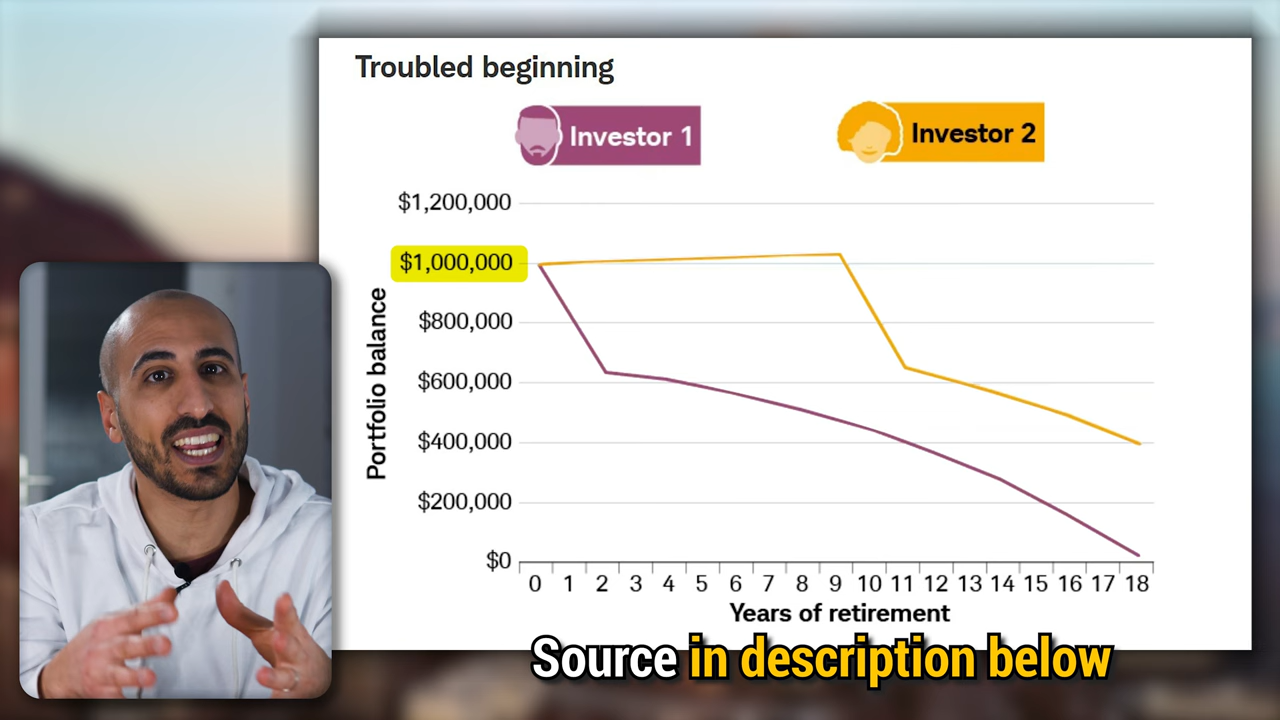 Troubled beginning
Investor 1
Investor 2
$1,200,000
$1,000,000
$800,000
$600,000
$400,000
$200,000
$0
Portfolio balance
0 1 2 3 4 5 6 7 8 9 10 11 12 13 14 15 16 17 18
Years of retirement
Source in description below